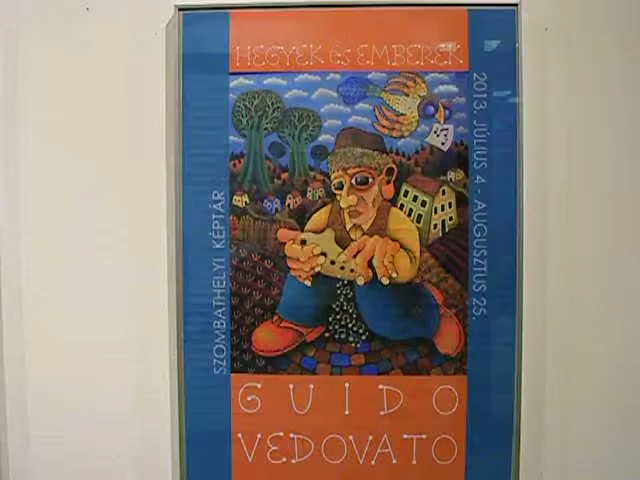 HEGYEK és EMBEREK
2013. JÚLIUS 4 - AUGUSZTUS 25.
SZOMBATHELYI KÉPTÁR
GUIDO
VEDOVATO